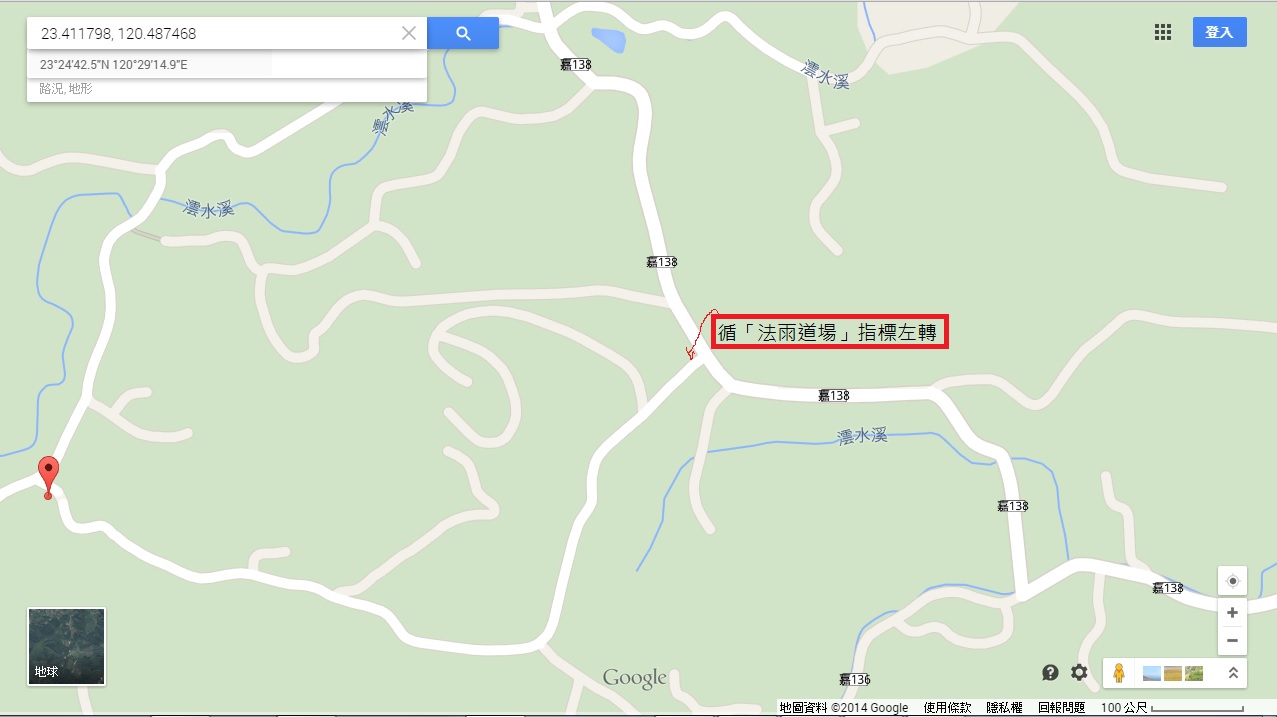 23.411798, 120.487468
登入
23°24'42.5"N 120°29'14.9"E
路況, 地形
嘉138
澐水溪
澐水溪
澐水溪
嘉138
循「法雨道場」指標左轉
嘉138
澐水溪
嘉138
嘉138
地球
Google
嘉136
地圖資料 ©2014 Google 使用條款 隱私權 回報問題 100 公尺